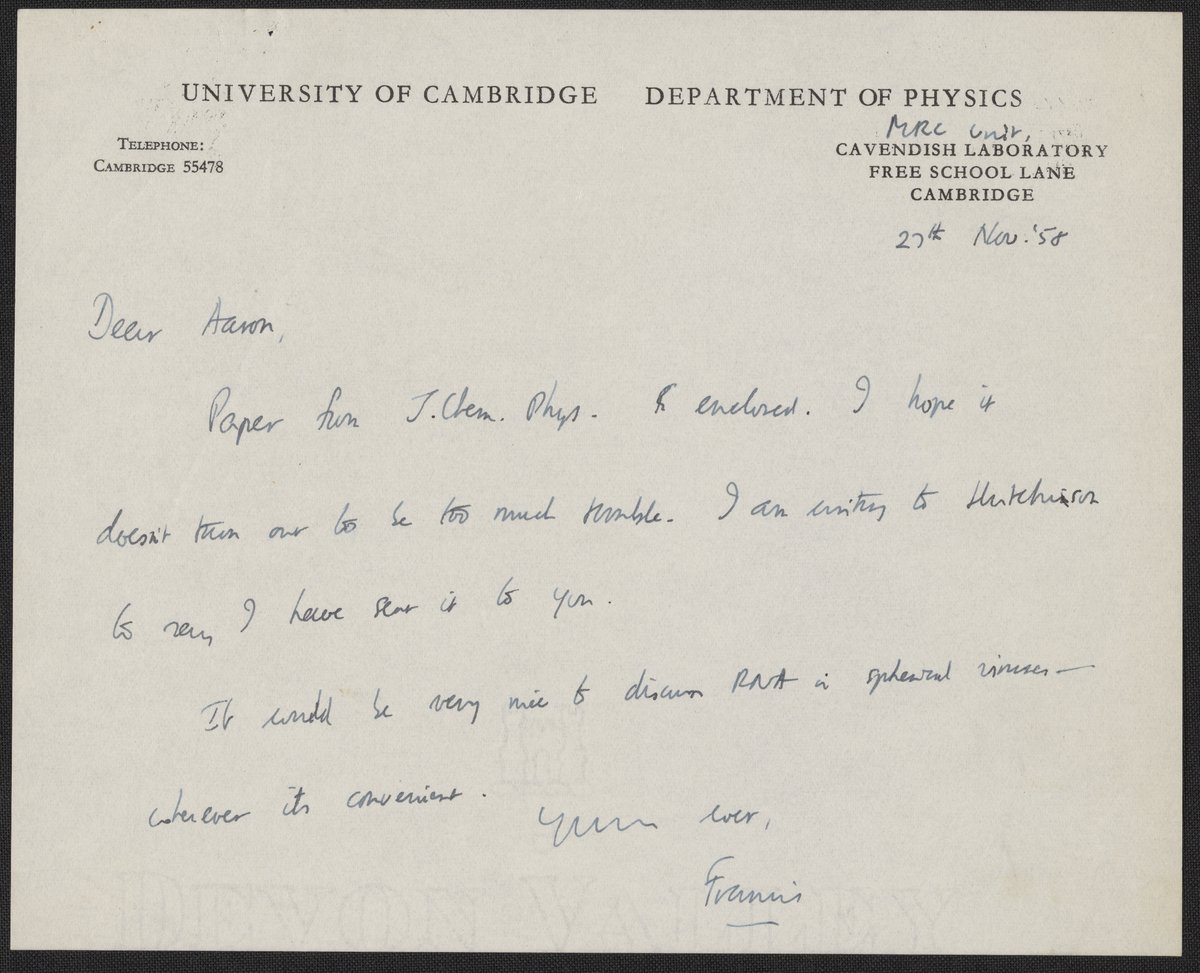 UNIVERSITY OF CAMBRIDGE DEPARTMENT OF PHYSICS
TELEPHONE:
CAMBRIDGE 55478
MRC Unit,
CAVENDISH LABORATORY
FREE SCHOOL LANE
CAMBRIDGE
27th Nov. '58
Dear Aaron,
Paper from J. Chem. Phys. enclosed. I hope it
doesn't turn out to be too much trouble. I am writing to Hutchinson
to say I have sent it to you.
It would be very nice to discuss RNA in spherical viruses —
wherever its convenient.
Yours ever,
Francis